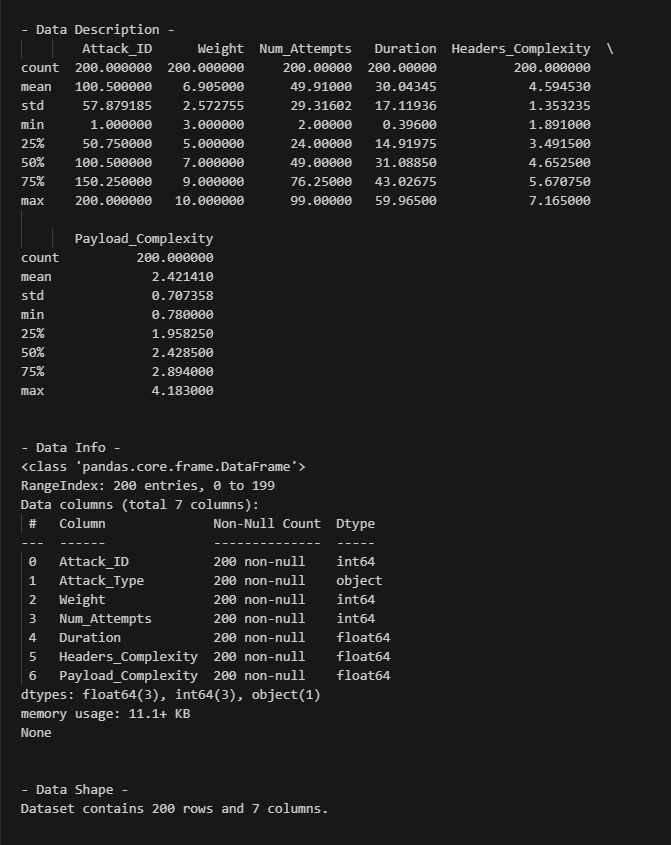 - Data Description -
        Attack_ID      Weight  Num_Attempts   Duration  Headers_Complexity  \
count  200.000000  200.000000     200.00000  200.00000          200.000000
mean   100.500000    6.905000      49.91000   30.04345            4.594530
std     57.879185    2.572755      29.31602   17.11936            1.353235
min      1.000000    3.000000       2.00000    0.39600            1.891000
25%     50.750000    5.000000      24.00000   14.91975            3.491500
50%    100.500000    7.000000      49.00000   31.08850            4.652500
75%    150.250000    9.000000      76.25000   43.02675            5.670750
max    200.000000   10.000000      99.00000   59.96500            7.165000
       Payload_Complexity
count          200.000000
mean             2.421410
std              0.707358
min              0.780000
25%              1.958250
50%              2.428500
75%              2.894000
max              4.183000
- Data Info -
<class 'pandas.core.frame.DataFrame'>
RangeIndex: 200 entries, 0 to 199
Data columns (total 7 columns):
 #   Column              Non-Null Count  Dtype
---  ------              --------------  -----
 0   Attack_ID           200 non-null    int64
 1   Attack_Type         200 non-null    object
 2   Weight              200 non-null    int64
 3   Num_Attempts        200 non-null    int64
 4   Duration            200 non-null    float64
 5   Headers_Complexity  200 non-null    float64
 6   Payload_Complexity  200 non-null    float64
dtypes: float64(3), int64(3), object(1)
memory usage: 11.1+ KB
None
- Data Shape -
Dataset contains 200 rows and 7 columns.